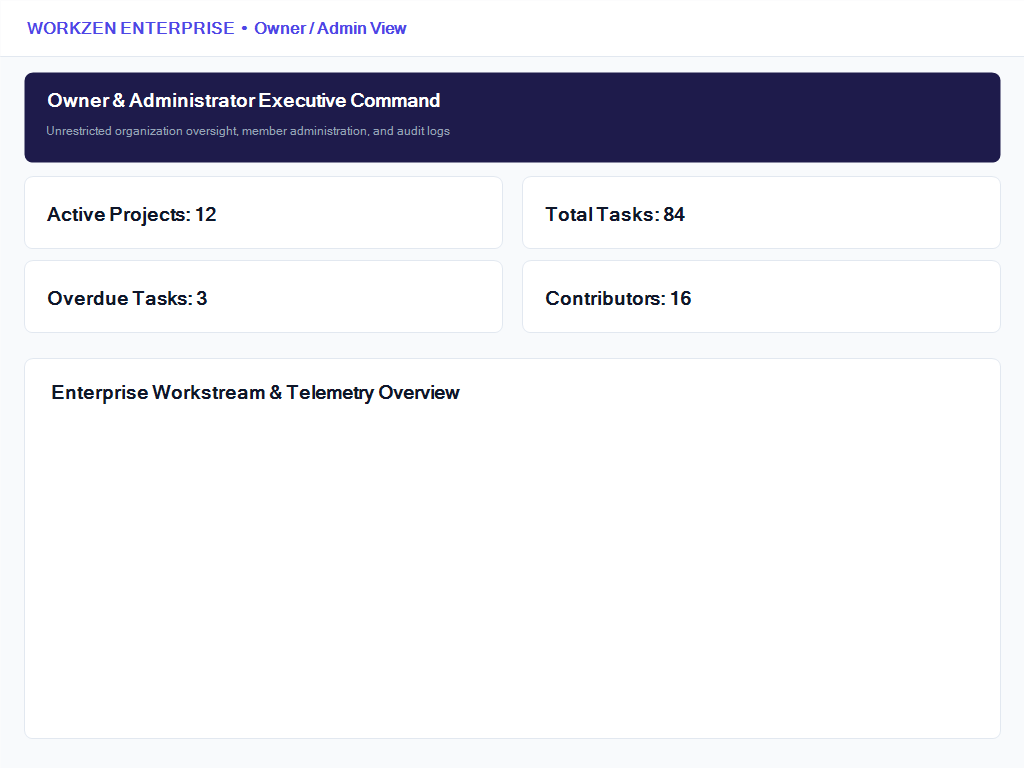 WORKZEN ENTERPRISE • Owner / Admin View
Owner & Administrator Executive Command
Unrestricted organization oversight, member administration, and audit logs
Active Projects: 12
Total Tasks: 84
Overdue Tasks: 3
Contributors: 16
Enterprise Workstream & Telemetry Overview